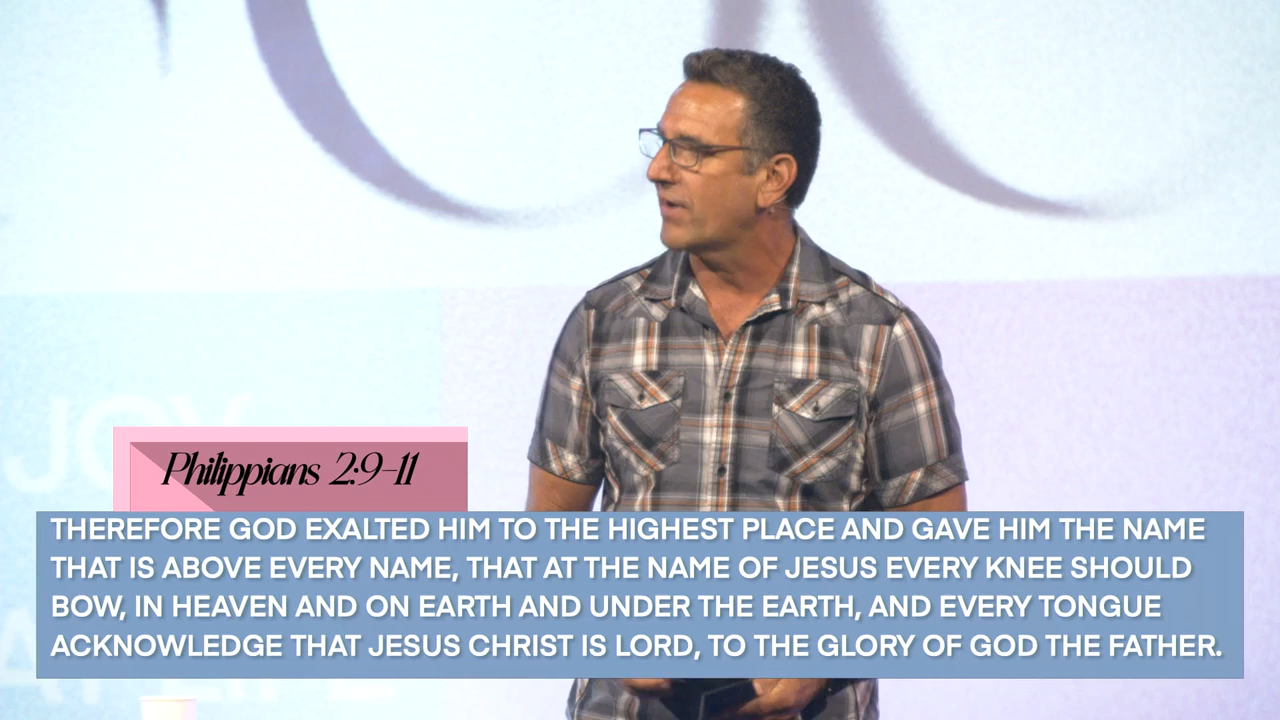 JOY
Philippians 2:9-11
THEREFORE GOD EXALTED HIM TO THE HIGHEST PLACE AND GAVE HIM THE NAME
THAT IS ABOVE EVERY NAME, THAT AT THE NAME OF JESUS EVERY KNEE SHOULD
BOW, IN HEAVEN AND ON EARTH AND UNDER THE EARTH, AND EVERY TONGUE
ACKNOWLEDGE THAT JESUS CHRIST IS LORD, TO THE GLORY OF GOD THE FATHER.